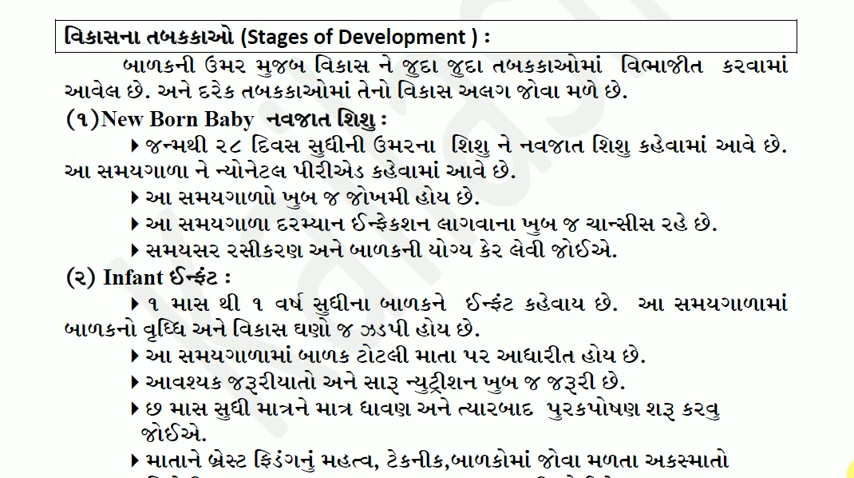 વિકાસના તબકકાઓ (Stages of Development ) :
બાળકની ઉમર મુજબ વિકાસ ને જુદા જુદા તબકકાઓમાં વિભાજીત કરવામાં
આવેલ છે. અને દરેક તબકકાઓમાં તેનો વિકાસ અલગ જોવા મળે છે.
(૧)New Born Baby નવજાત શિશુ :
▶ જન્મથી ૨૮ દિવસ સુધીની ઉમરના શિશુ ને નવજાત શિશુ કહેવામાં આવે છે.
આ સમયગાળા ને ન્યોનેટલ પીરીએડ કહેવામાં આવે છે.
▶ આ સમયગાળાો ખુબ જ જોખમી હોય છે.
▶ આ સમયગાળા દરમ્યાન ઈન્ફેકશન લાગવાના ખુબ જ ચાન્સીસ રહે છે.
▶ સમયસર રસીકરણ અને બાળકની યોગ્ય કેર લેવી જોઈએ.
(૨) Infant ઈન્ફંટ :
▶ ૧ માસ થી ૧ વર્ષ સુધીના બાળકને ઈન્ફંટ કહેવાય છે. આ સમયગાળામાં
બાળકનો વૃધ્ધિ અને વિકાસ ઘણો જ ઝડપી હોય છે.
▶ આ સમયગાળામાં બાળક ટોટલી માતા પર આધારીત હોય છે.
▶ આવશ્યક જરૂરીયાતો અને સારૂ ન્યુટ્રીશન ખુબ જ જરૂરી છે.
▶ છ માસ સુધી માત્રને માત્ર ધાવણ અને ત્યારબાદ પુરકપોષણ શરૂ કરવુ
જોઈએ.
▶ માતાને બ્રેસ્ટ ફિડીંગનું મહત્વ, ટેકનીક,બાળકોમાં જોવા મળતા અકસ્માતો